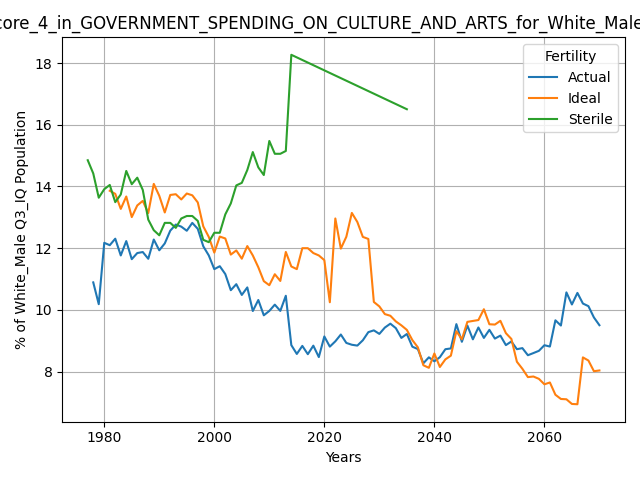 core_4_in_GOVERNMENT_SPENDING_ON_CULTURE_AND_ARTS_for_White_Male
Fertility
Actual
Ideal
Sterile
% of White_Male Q3_IQ Population
18
16
14
12
10
8
1980
2000
2020
2040
2060
Years